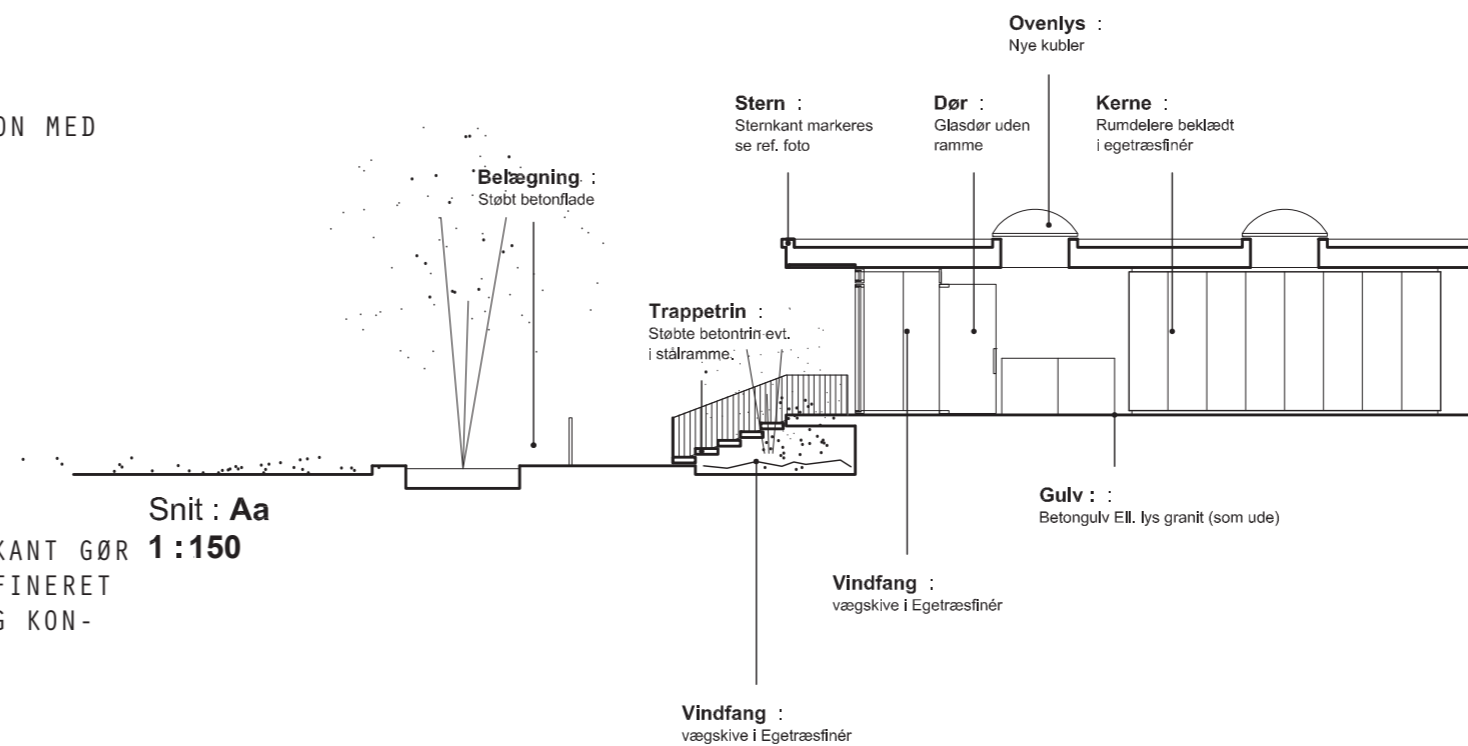 ON MED
Ovenlys :
Nye kubler
Stern :
Sternkant markeres
se ref. foto
Dør :
Glasdør uden
ramme
Kerne :
Rumdelere beklædt
i egetræsfinér
Belægning :
Støbt betonflade
Trappetrin :
Støbte betontrin evt.
i stålramme.
Snit : Aa
1 : 150
KANT GØR
FINERET
G KON-
Gulv : :
Betongulv Ell. lys granit (som ude)
Vindfang :
vægskive i Egetræsfinér
Vindfang :
vægskive i Egetræsfinér